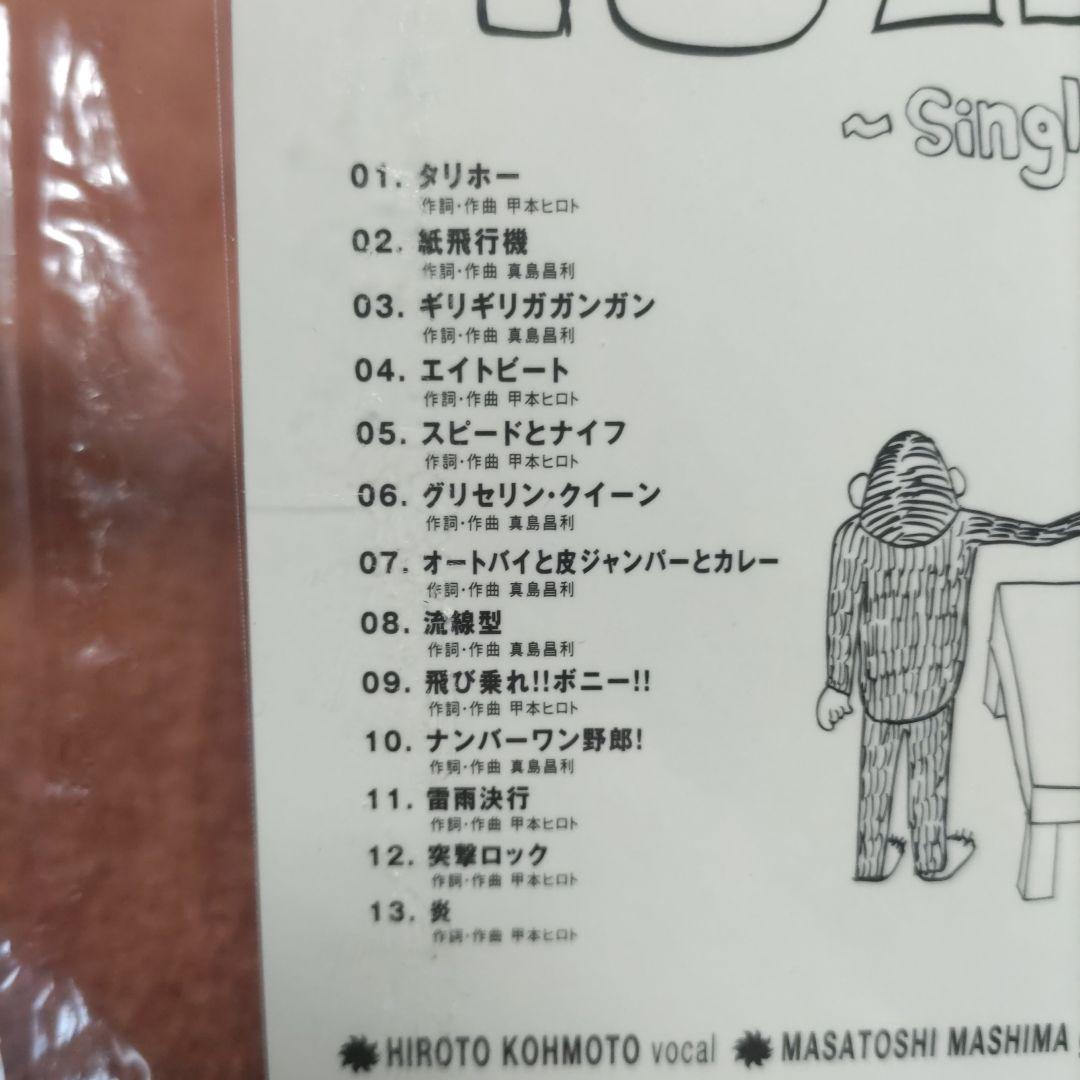 ~Singl
01. タリホー
作詞・作曲 甲本ヒロト
02. 紙飛行機
作詞・作曲 真島昌利
03. ギリギリガガンガン
作詞・作曲 真島昌利
04. エイトビート
作詞・作曲 甲本ヒロト
05. スピードとナイフ
作詞・作曲 甲本ヒロト
06. グリセリン・クイーン
作詞・作曲 真島昌利
07. オートバイと皮ジャンパーとカレー
作詞・作曲 真島昌利
08. 流線型
作詞・作曲 真島昌利
09. 飛び乗れ!!ボニー!!
作詞・作曲 甲本ヒロト
10. ナンバーワン野郎!
作詞・作曲 真島昌利
11. 雷雨決行
作詞・作曲 甲本ヒロト
12. 突撃ロック
作詞・作曲 甲本ヒロト
13. 炎
作詞・作曲 甲本ヒロト
HIROTO KOHMOTO vocal MASATOSHI MASHIMA